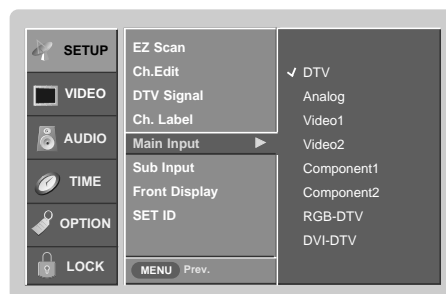 SETUP
VIDEO
AUDIO
TIME
OPTION
LOCK
EZ Scan
Ch.Edit
DTV Signal
Ch. Label
Main Input
Sub Input
Front Display
SET ID
MENU Prev.
DTV
Analog
Video1
Video2
Component1
Component2
RGB-DTV
DVI-DTV